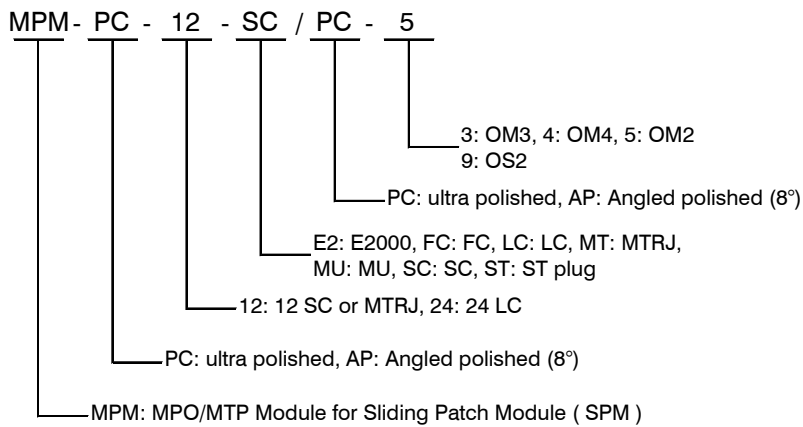 MPM - PC - 12 - SC / PC - 5
3: OM3, 4: OM4, 5: OM2
9: OS2
PC: ultra polished, AP: Angled polished (8°)
E2: E2000, FC: FC, LC: LC, MT: MTRJ,
MU: MU, SC: SC, ST: ST plug
12: 12 SC or MTRJ, 24: 24 LC
PC: ultra polished, AP: Angled polished (8°)
MPM: MPO/MTP Module for Sliding Patch Module ( SPM )